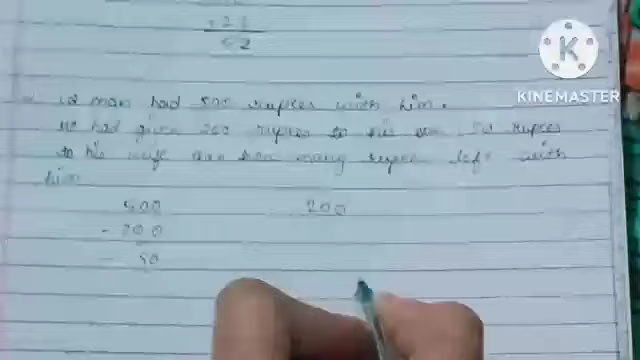 +21
52
K
KINEMASTER
A man had 500 rupees with him.
He had given 200 rupees to his son, 50 rupees
to his wife how many rupees left with
him
500 200
- 200
- 50